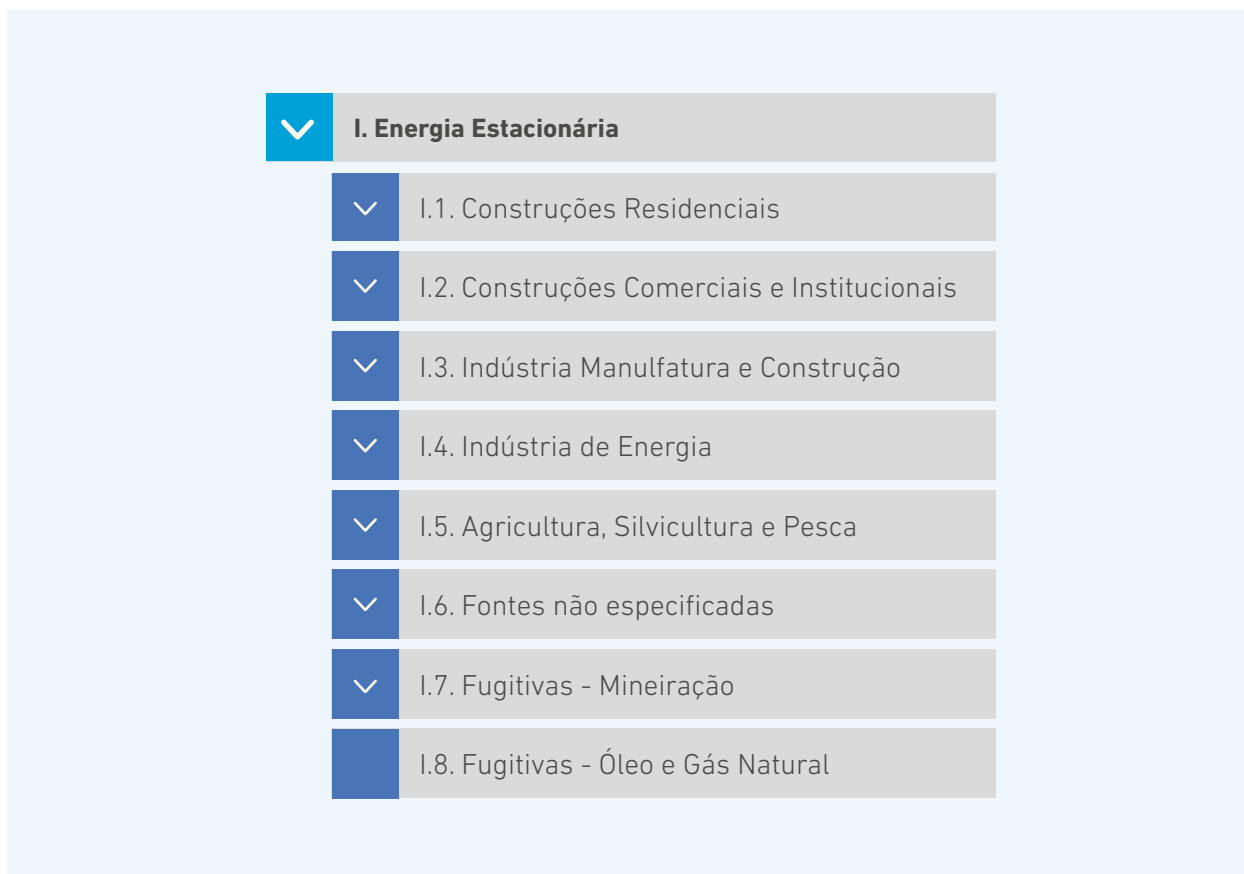 I. Energia Estacionária
I.1. Construções Residenciais
I.2. Construções Comerciais e Institucionais
I.3. Indústria Manulfatura e Construção
I.4. Indústria de Energia
I.5. Agricultura, Silvicultura e Pesca
I.6. Fontes não especificadas
I.7. Fugitivas - Mineiração
I.8. Fugitivas - Óleo e Gás Natural